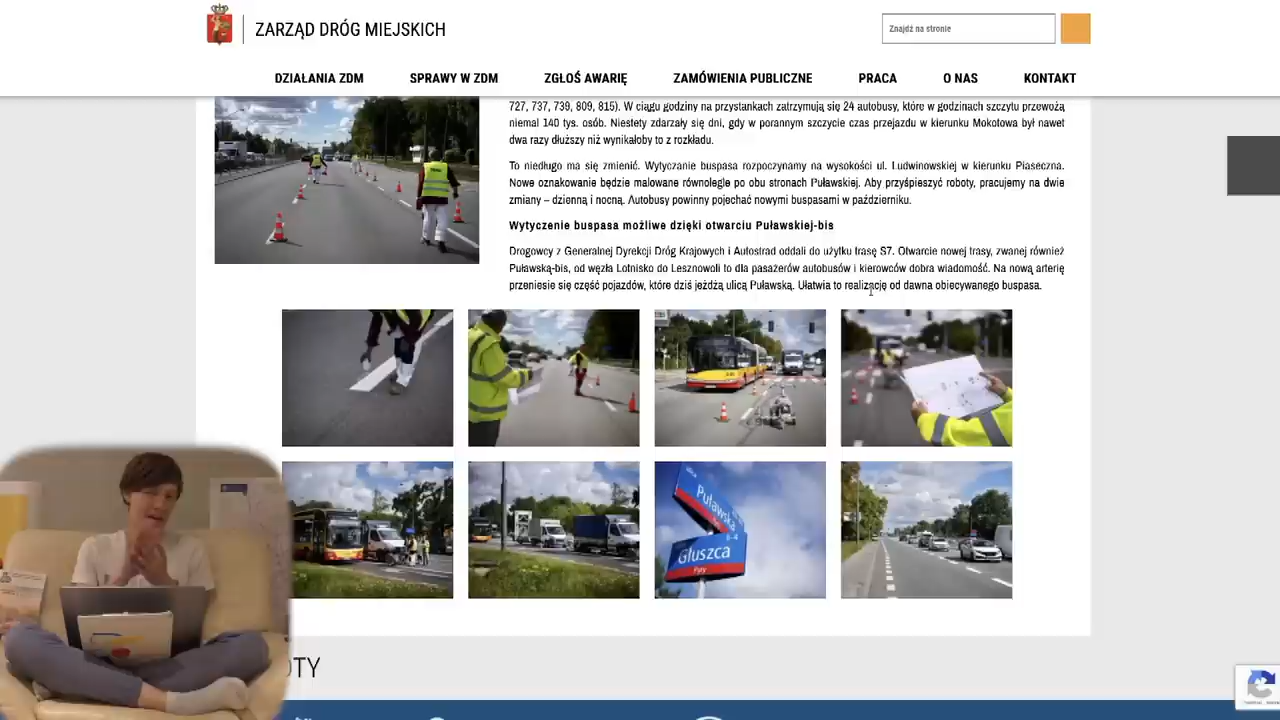 ZARZĄD DRÓG MIEJSKICH
Znajdź na stronie
DZIAŁANIA ZDM SPRAWY W ZDM ZGŁOŚ AWARIĘ ZAMÓWIENIA PUBLICZNE PRACA O NAS KONTAKT
727, 737, 739, 809, 815). W ciągu godziny na przystankach zatrzymują się 24 autobusy, które w godzinach szczytu przewożą
niemal 140 tys. osób. Niestety zdarzały się dni, gdy w porannym szczycie czas przejazdu w kierunku Mokotowa był nawet
dwa razy dłuższy niż wynikałoby to z rozkładu.
To niedługo ma się zmienić. Wytyczanie buspasa rozpoczynamy na wysokości ul. Ludwinowskiej w kierunku Piaseczna.
Nowe oznakowanie będzie malowane równolegle po obu stronach Puławskiej. Aby przyśpieszyć roboty, pracujemy na dwie
zmiany – dzienną i nocną. Autobusy powinny pojechać nowymi buspasami w październiku.
Wytyczenie buspasa możliwe dzięki otwarciu Puławskiej-bis
Drogowcy z Generalnej Dyrekcji Dróg Krajowych i Autostrad oddali do użytku trasę S7. Otwarcie nowej trasy, zwanej również
Puławską-bis, od węzła Lotnisko do Lesznowoli to dla pasażerów autobusów i kierowców dobra wiadomość. Na nową arterię
przeniesie się część pojazdów, które dziś jeżdżą ulicą Puławską. Ułatwia to realizację od dawna obiecywanego buspasa.
Puławska
6-4
Głuszca
Pyry
OTY